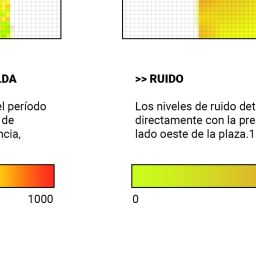 LDA
el período
de
ncia,
1000
>> RUIDO
Los niveles de ruido det
directamente con la pre
lado oeste de la plaza.1
0